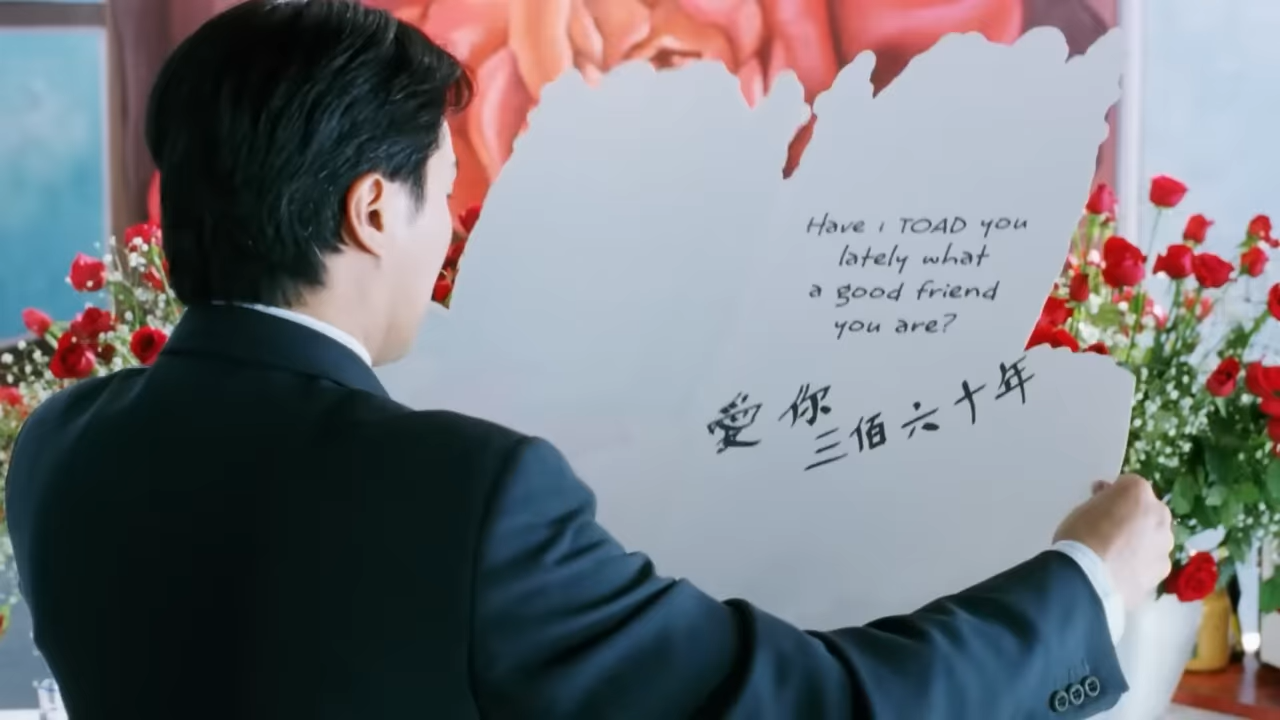 Have i TOAD you
lately what
a good friend
you are?
愛你
三佰六十年